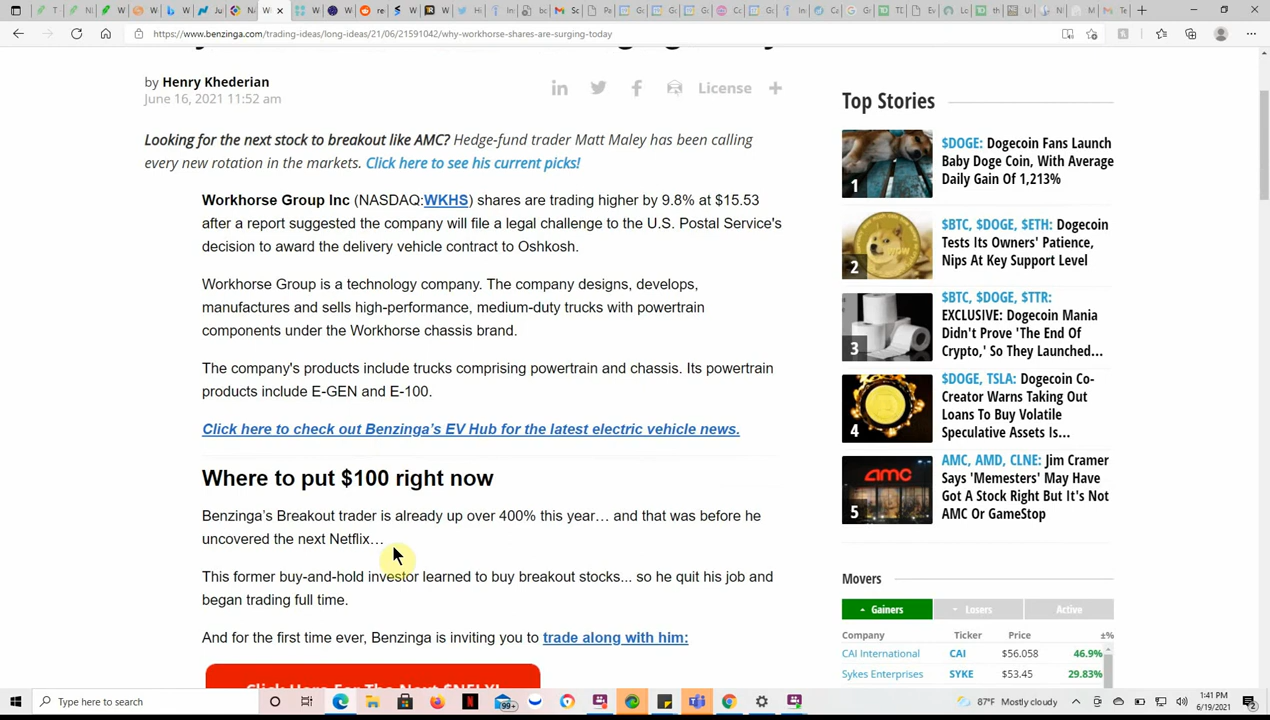 https://www.benzinga.com/trading-ideas/long-ideas/21/06/21591042/why-workhorse-shares-are-surging-today
by Henry Khederian
June 16, 2021 11:52 am
License
Looking for the next stock to breakout like AMC? Hedge-fund trader Matt Maley has been calling
every new rotation in the markets. Click here to see his current picks!
Workhorse Group Inc (NASDAQ:WKHS) shares are trading higher by 9.8% at $15.53
after a report suggested the company will file a legal challenge to the U.S. Postal Service's
decision to award the delivery vehicle contract to Oshkosh.
Workhorse Group is a technology company. The company designs, develops,
manufactures and sells high-performance, medium-duty trucks with powertrain
components under the Workhorse chassis brand.
The company's products include trucks comprising powertrain and chassis. Its powertrain
products include E-GEN and E-100.
Click here to check out Benzinga's EV Hub for the latest electric vehicle news.
Where to put $100 right now
Benzinga's Breakout trader is already up over 400% this year… and that was before he
uncovered the next Netflix…
This former buy-and-hold investor learned to buy breakout stocks... so he quit his job and
began trading full time.
And for the first time ever, Benzinga is inviting you to trade along with him:
Click Here For The Next $NFLX!
Top Stories
1
$DOGE: Dogecoin Fans Launch
Baby Doge Coin, With Average
Daily Gain Of 1,213%
2
$BTC, $DOGE, $ETH: Dogecoin
Tests Its Owners' Patience,
Nips At Key Support Level
3
$BTC, $DOGE, $TTR:
EXCLUSIVE: Dogecoin Mania
Didn't Prove 'The End Of
Crypto,' So They Launched...
4
$DOGE, TSLA: Dogecoin Co-
Creator Warns Taking Out
Loans To Buy Volatile
Speculative Assets Is...
amc
5
AMC, AMD, CLNE: Jim Cramer
Says 'Memesters' May Have
Got A Stock Right But It's Not
AMC Or GameStop
Movers
Gainers Losers Active
Company Ticker Price ±%
CAI International CAI $56.058 46.9%
Sykes Enterprises SYKE $53.45 29.83%
Type here to search
99+
87°F Mostly cloudy
1:41 PM
6/19/2021
2